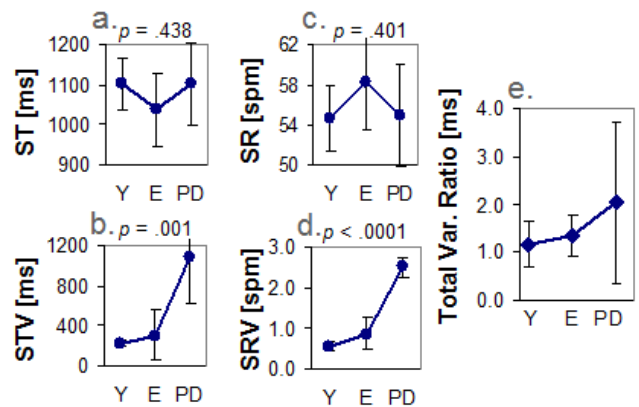 a.
p = .438
1200
1100
1000
900
ST [ms]
Y E PD
c.
p = .401
62
58
54
50
SR [spm]
Y E PD
b.
p = .001
1200
800
400
0
STV [ms]
Y E PD
d.
p < .0001
3.0
2.0
1.0
0.0
SRV [spm]
Y E PD
e.
4.0
3.0
2.0
1.0
0.0
Total Var. Ratio [ms]
Y E PD